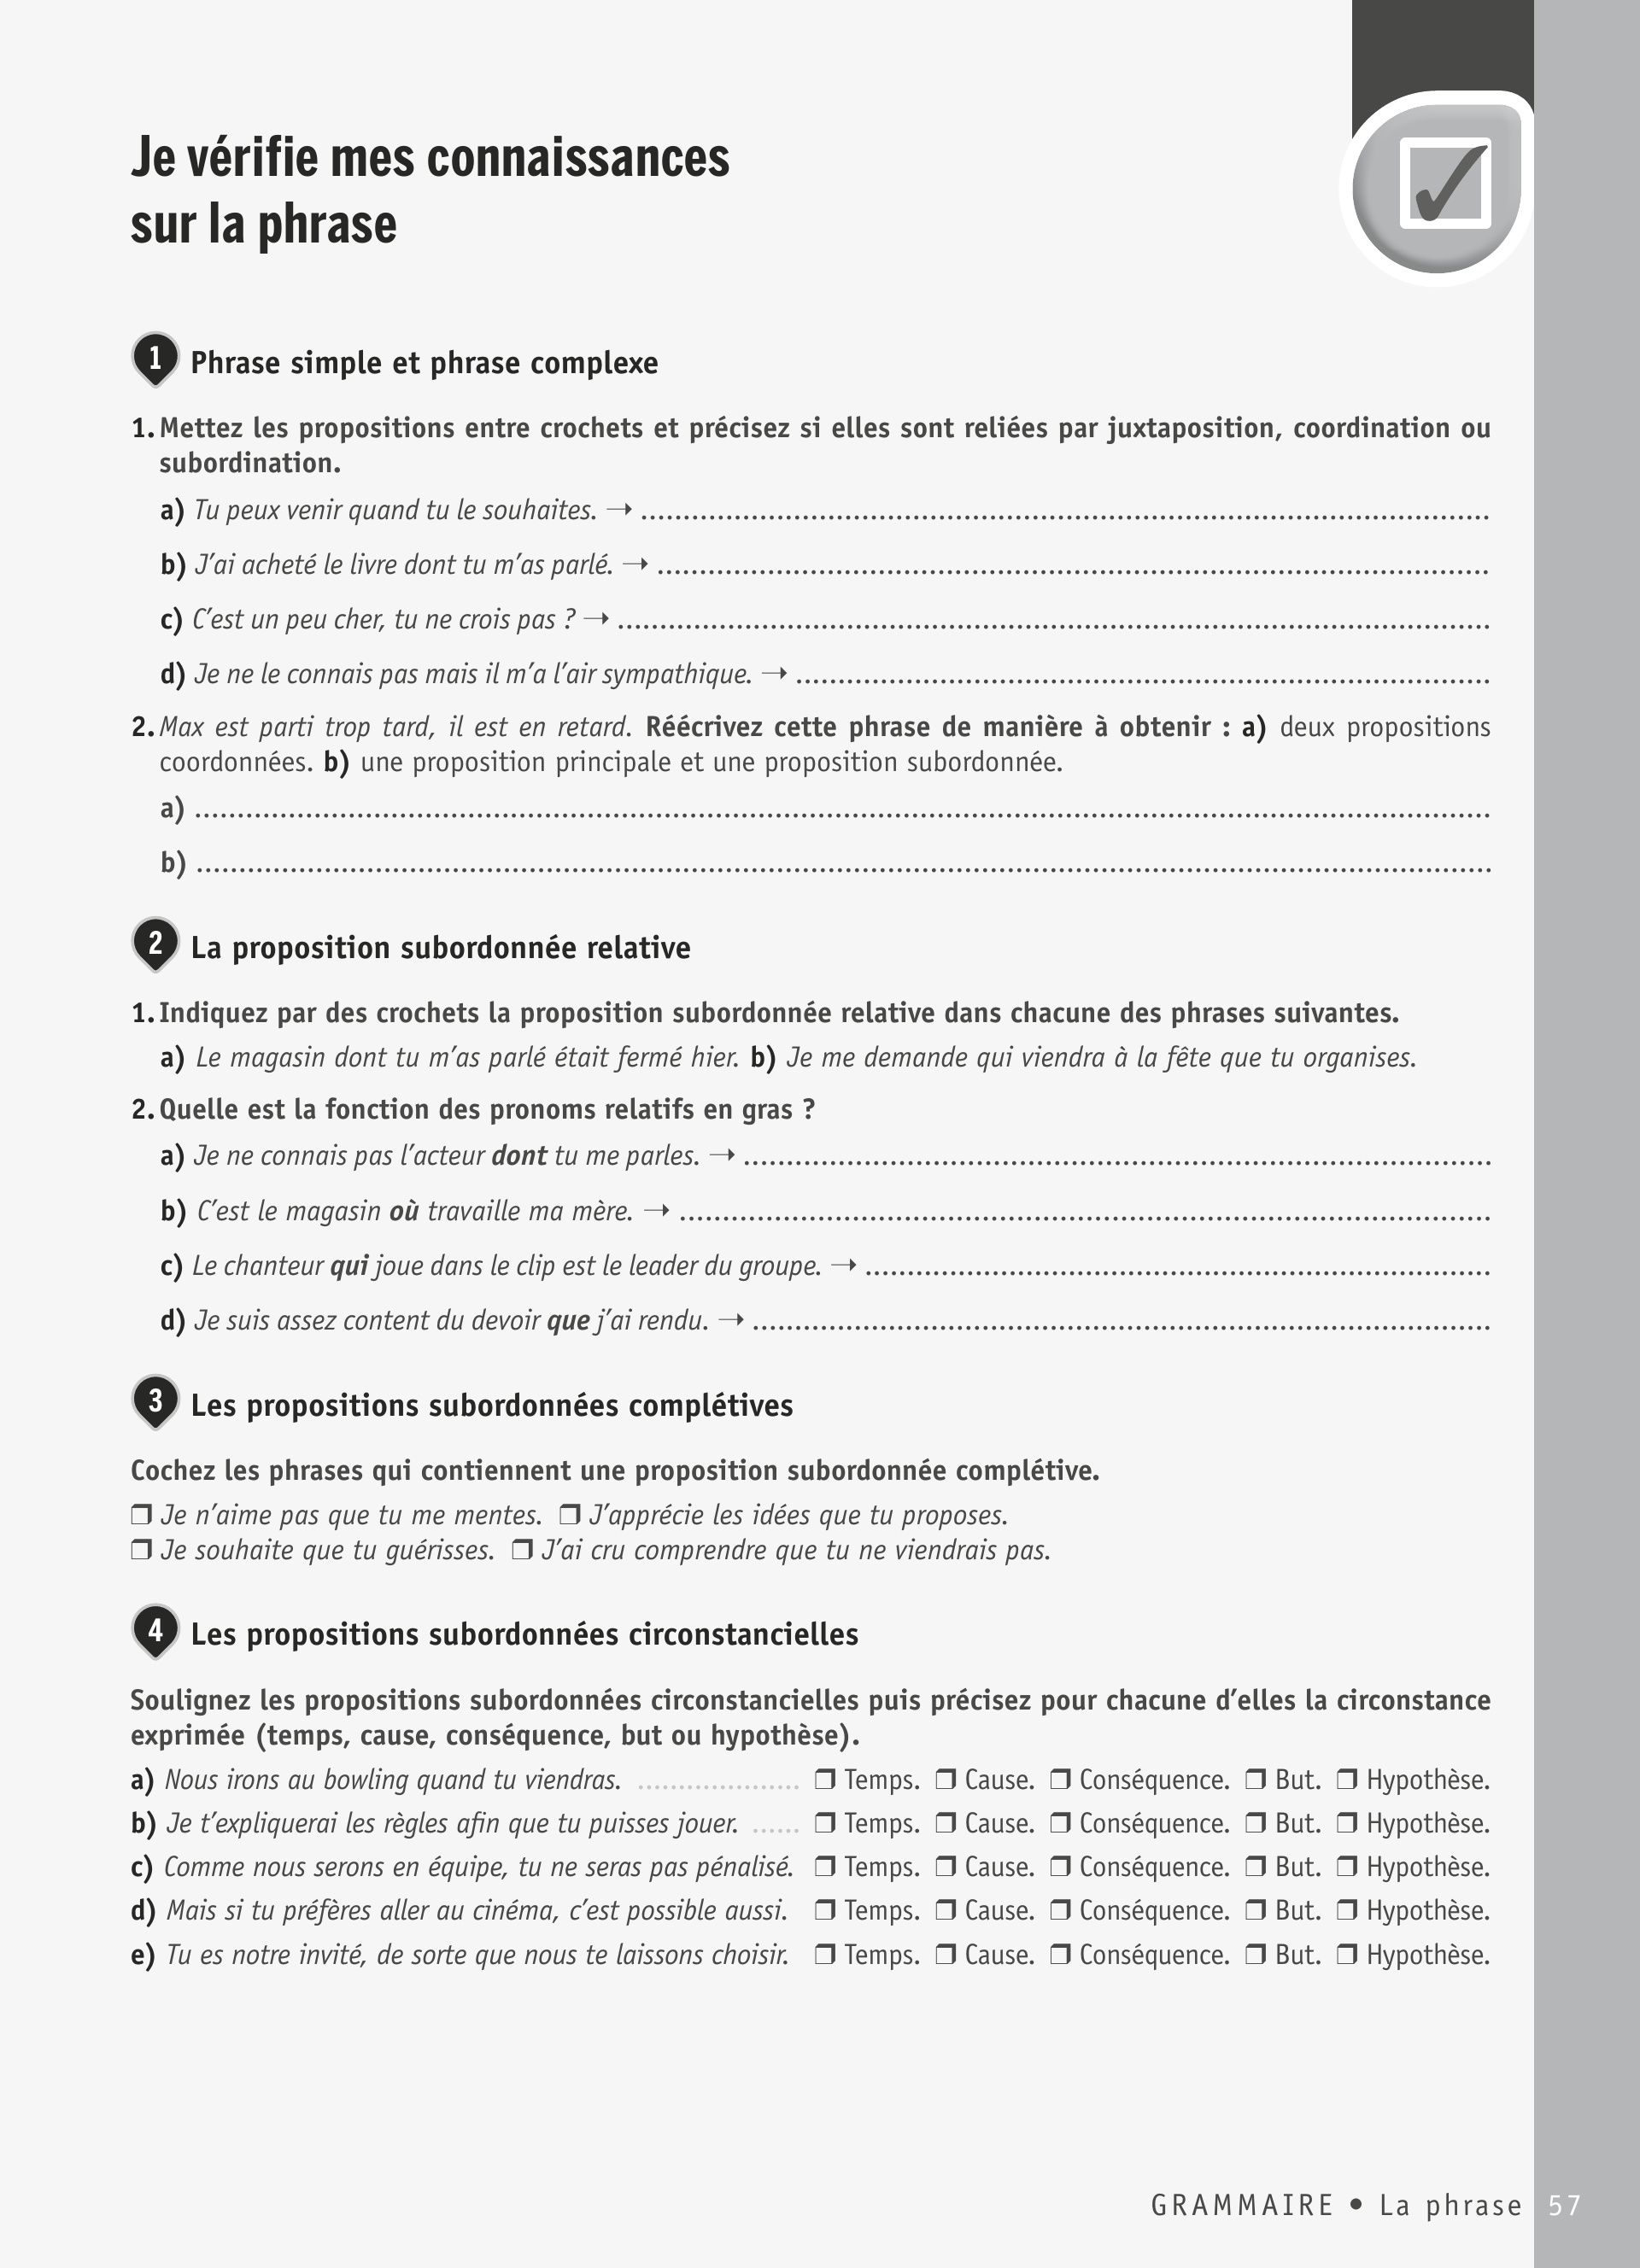 Je vérifie mes connaissances
sur la phrase
1 Phrase simple et phrase complexe
1. Mettez les propositions entre crochets et précisez si elles sont reliées par juxtaposition, coordination ou
subordination.
a) Tu peux venir quand tu le souhaites. → ................................................................
b) J’ai acheté le livre dont tu m’as parlé. → ................................................................
c) C’est un peu cher, tu ne crois pas ? → ................................................................
d) Je ne le connais pas mais il m’a l’air sympathique. → ................................................................
2. Max est parti trop tard, il est en retard. Réécrivez cette phrase de manière à obtenir : a) deux propositions
coordonnées. b) une proposition principale et une proposition subordonnée.
a) ................................................................
b) ................................................................
2 La proposition subordonnée relative
1. Indiquez par des crochets la proposition subordonnée relative dans chacune des phrases suivantes.
a) Le magasin dont tu m’as parlé était fermé hier. b) Je me demande qui viendra à la fête que tu organises.
2. Quelle est la fonction des pronoms relatifs en gras ?
a) Je ne connais pas l’acteur dont tu me parles. → ................................................................
b) C’est le magasin où travaille ma mère. → ................................................................
c) Le chanteur qui joue dans le clip est le leader du groupe. → ................................................................
d) Je suis assez content du devoir que j’ai rendu. → ................................................................
3 Les propositions subordonnées complétives
Cochez les phrases qui contiennent une proposition subordonnée complétive.
❒ Je n’aime pas que tu me mentes. ❒ J’apprécie les idées que tu proposes.
❒ Je souhaite que tu guérisses. ❒ J’ai cru comprendre que tu ne viendrais pas.
4 Les propositions subordonnées circonstancielles
Soulignez les propositions subordonnées circonstancielles puis précisez pour chacune d’elles la circonstance
exprimée (temps, cause, conséquence, but ou hypothèse).
a) Nous irons au bowling quand tu viendras. ................... ❒ Temps. ❒ Cause. ❒ Conséquence. ❒ But. ❒ Hypothèse.
b) Je t’expliquerai les règles afin que tu puisses jouer. ...... ❒ Temps. ❒ Cause. ❒ Conséquence. ❒ But. ❒ Hypothèse.
c) Comme nous serons en équipe, tu ne seras pas pénalisé. ❒ Temps. ❒ Cause. ❒ Conséquence. ❒ But. ❒ Hypothèse.
d) Mais si tu préfères aller au cinéma, c’est possible aussi. ❒ Temps. ❒ Cause. ❒ Conséquence. ❒ But. ❒ Hypothèse.
e) Tu es notre invité, de sorte que nous te laissons choisir. ❒ Temps. ❒ Cause. ❒ Conséquence. ❒ But. ❒ Hypothèse.
GRAMMAIRE • La phrase 57